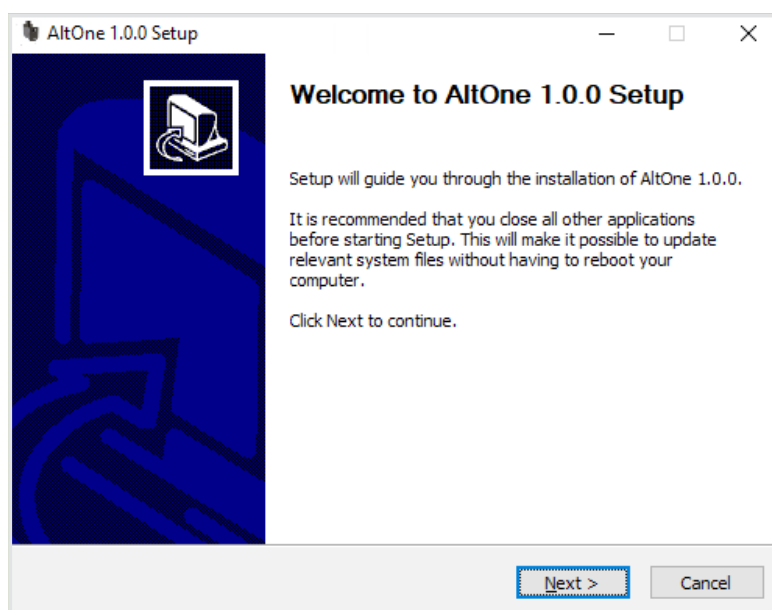 AltOne 1.0.0 Setup
Welcome to AltOne 1.0.0 Setup
Setup will guide you through the installation of AltOne 1.0.0.
It is recommended that you close all other applications
before starting Setup. This will make it possible to update
relevant system files without having to reboot your
computer.
Click Next to continue.
Next >
Cancel